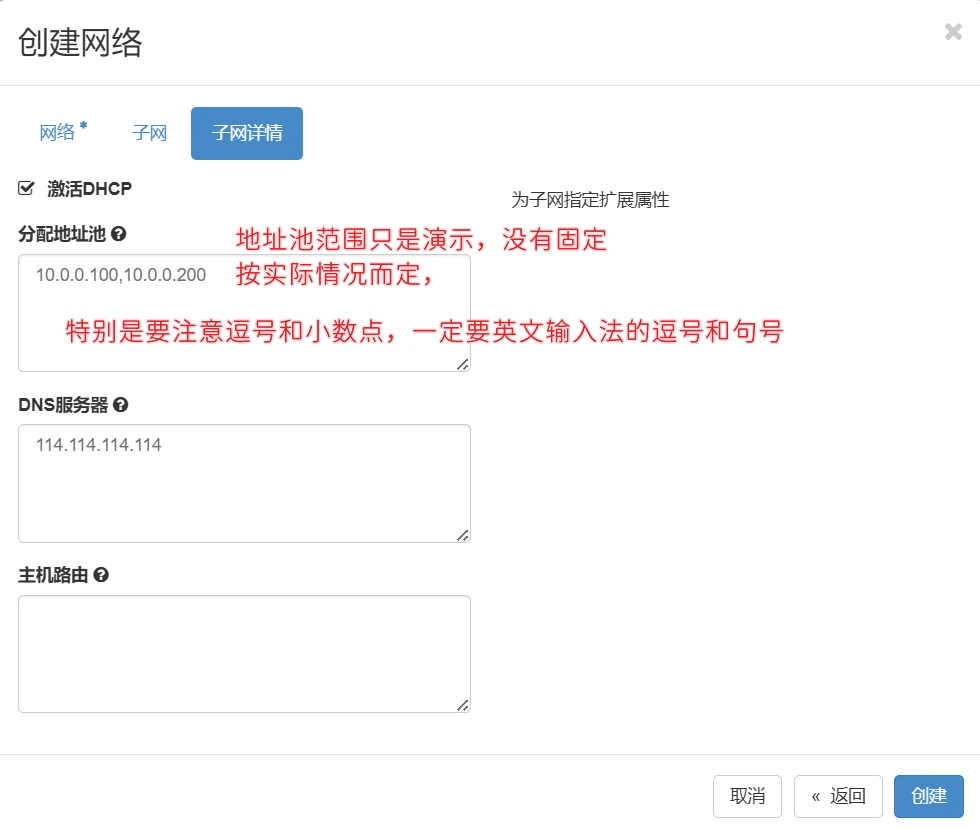 创建网络
网络 *
子网
子网详情
激活DHCP
为子网指定扩展属性
分配地址池
地址池范围只是演示，没有固定
10.0.0.100,10.0.0.200
按实际情况而定，
特别是要注意逗号和小数点，一定要英文输入法的逗号和句号
DNS服务器
114.114.114.114
主机路由
取消
« 返回
创建